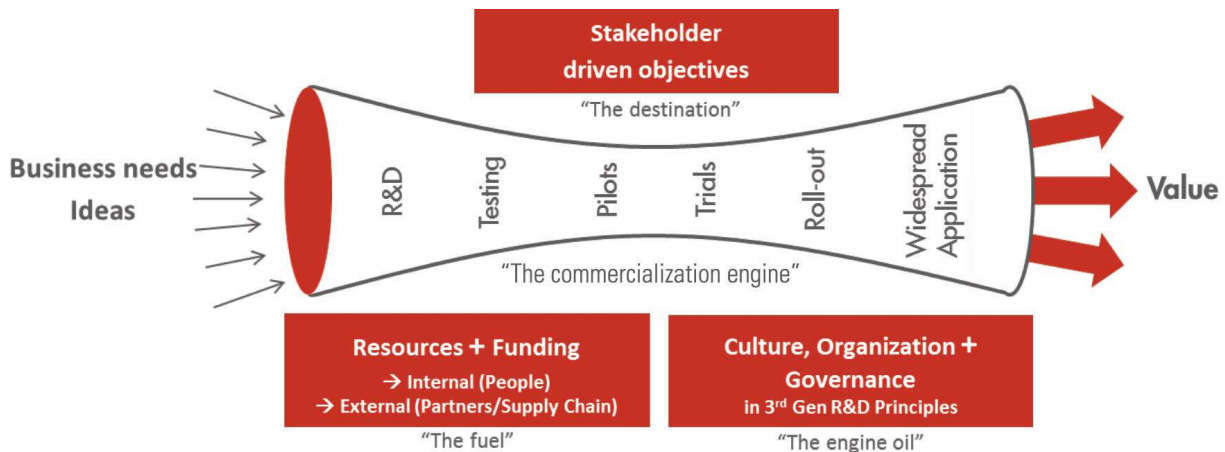 Stakeholder
driven objectives
“The destination”
Business needs
Ideas
R&D
Testing
Pilots
Trials
Roll-out
Widespread
Application
Value
“The commercialization engine”
Resources + Funding
→ Internal (People)
→ External (Partners/Supply Chain)
“The fuel”
Culture, Organization +
Governance
in 3rd Gen R&D Principles
“The engine oil”